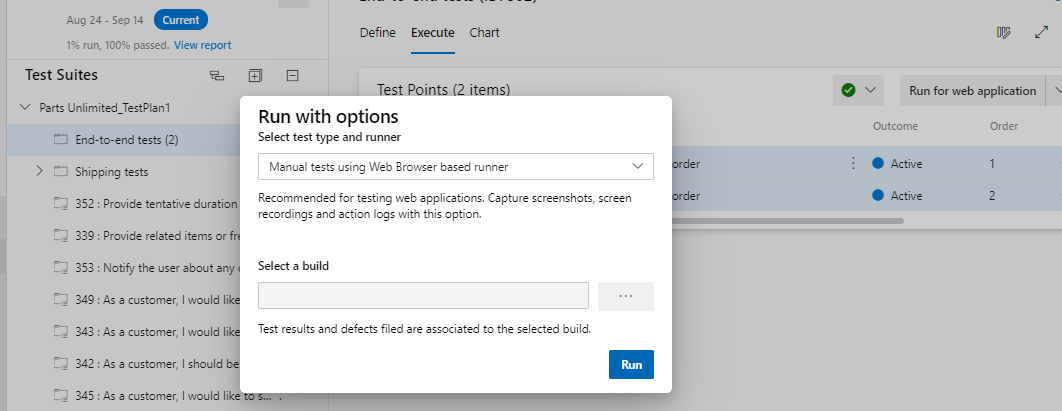 Aug 24 - Sep 14 Current
1% run, 100% passed. View report
Test Suites
Parts Unlimited_TestPlan1
End-to-end tests (2)
Shipping tests
352 : Provide tentative duration
339 : Provide related items or fre
353 : Notify the user about any
349 : As a customer, I would like
343 : As a customer, I would like
342 : As a customer, I should be
345 : As a customer, I would like to s...
Define Execute Chart
Test Points (2 items)
Run for web application
Outcome Order
order Active 1
order Active 2
Run with options
Select test type and runner
Manual tests using Web Browser based runner
Recommended for testing web applications. Capture screenshots, screen
recordings and action logs with this option.
Select a build
...
Test results and defects filed are associated to the selected build.
Run